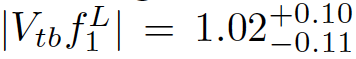 |V_{tb} f_1^L| = 1.02^{+0.10}_{-0.11}